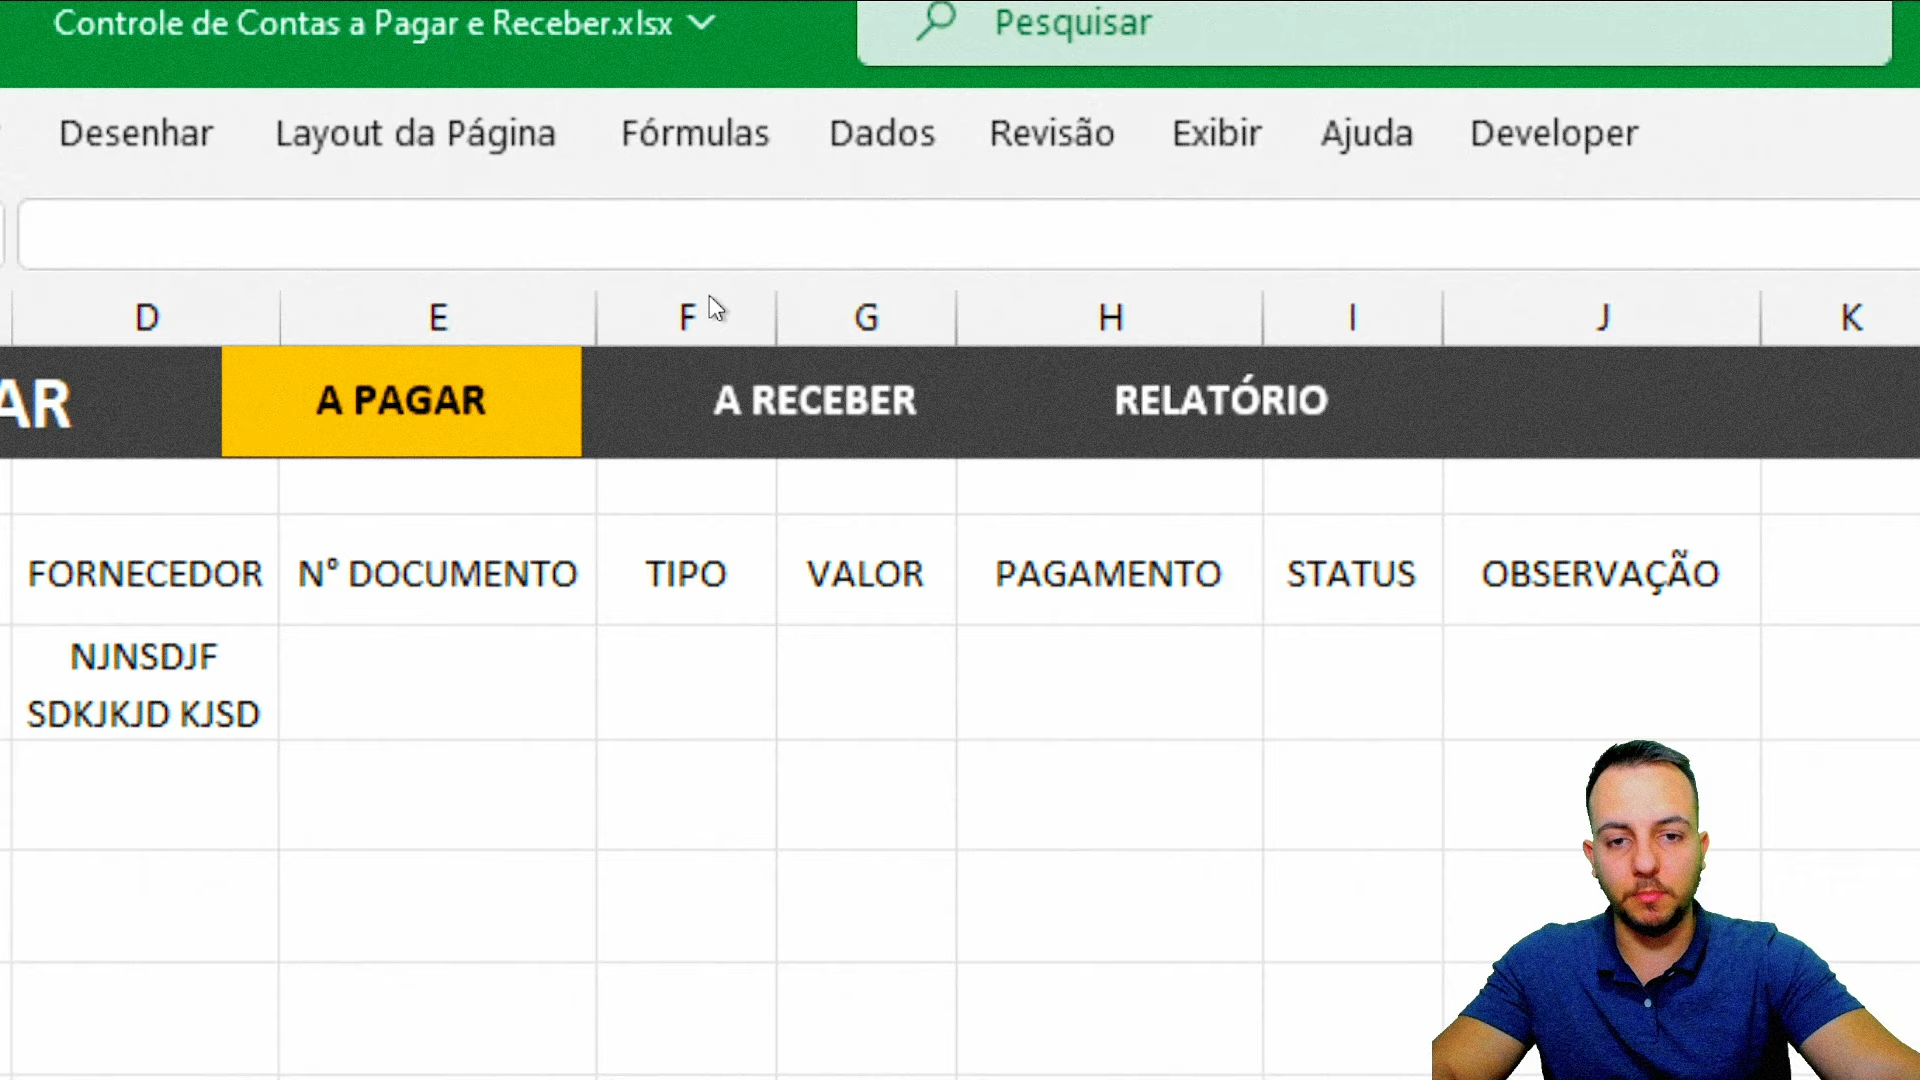 Controle de Contas a Pagar e Receber.xlsx
Pesquisar
Desenhar Layout da Página Fórmulas Dados Revisão Exibir Ajuda Developer
D E F G H I J K
AR A PAGAR A RECEBER RELATÓRIO
FORNECEDOR N° DOCUMENTO TIPO VALOR PAGAMENTO STATUS OBSERVAÇÃO
NJNSDJF
SDKJKJD KJSD